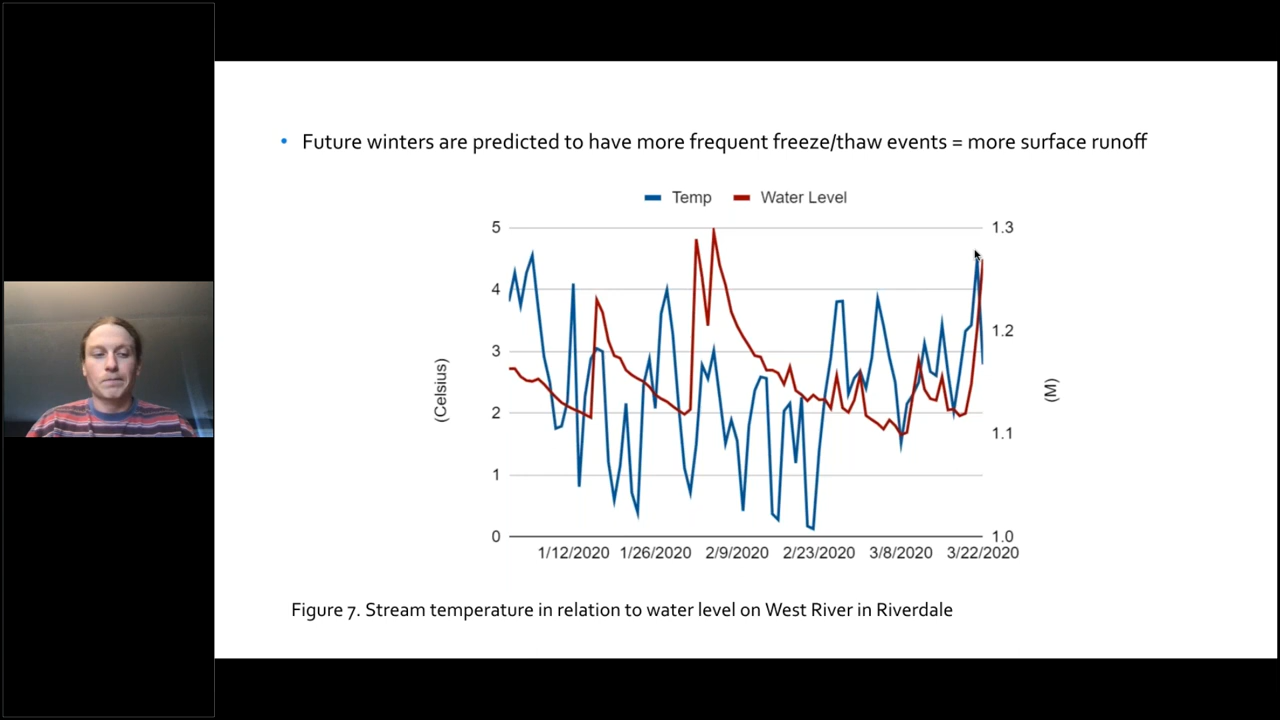 • Future winters are predicted to have more frequent freeze/thaw events = more surface runoff
Temp Water Level
5 1.3
4
1.2
3
(Celsius) (M)
2
1.1
1
0 1.0
1/12/2020 1/26/2020 2/9/2020 2/23/2020 3/8/2020 3/22/2020
Figure 7. Stream temperature in relation to water level on West River in Riverdale